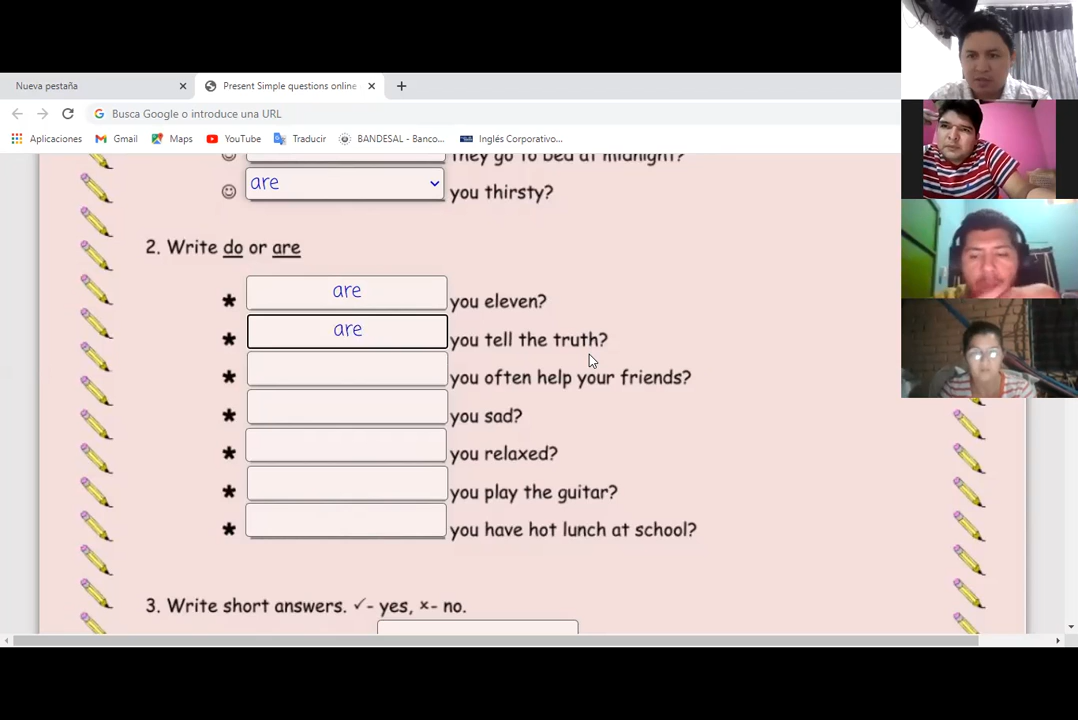 Nueva pestaña
Present Simple questions online
Busca Google o introduce una URL
Aplicaciones Gmail Maps YouTube Traducir BANDESAL - Banco... Inglés Corporativo...
they go to bed at midnight?
are you thirsty?
2. Write do or are
* are you eleven?
* are you tell the truth?
* you often help your friends?
* you sad?
* you relaxed?
* you play the guitar?
* you have hot lunch at school?
3. Write short answers. ✓- yes, ×- no.